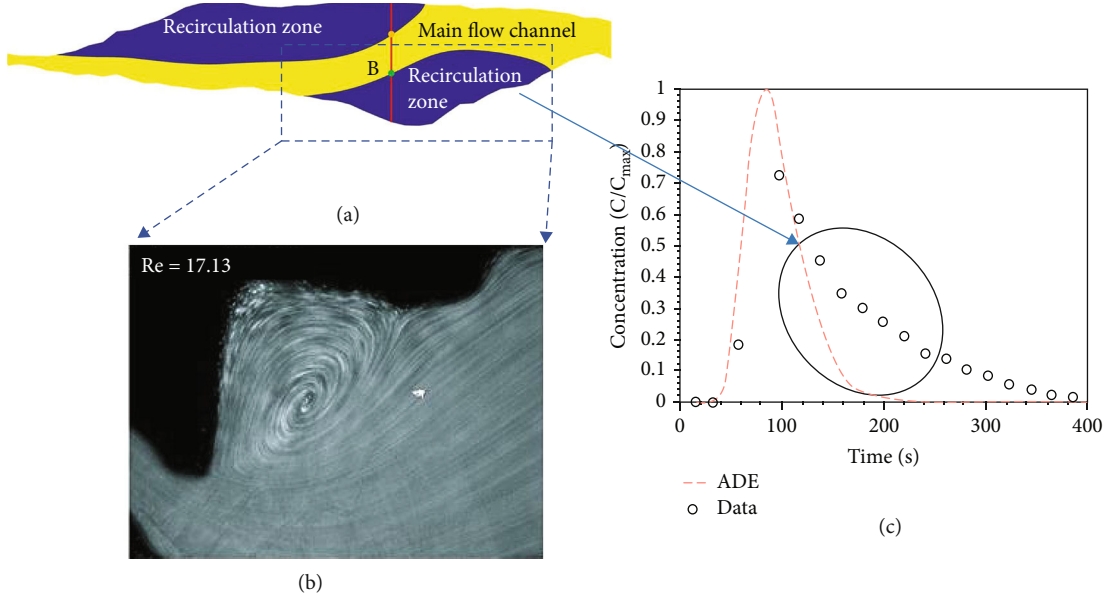 Recirculation zone
Main flow channel
B
Recirculation
zone
(a)
Re = 17.13
(b)
Concentration (C/C_max)
1
0.9
0.8
0.7
0.6
0.5
0.4
0.3
0.2
0.1
0
0
100
200
300
400
Time (s)
ADE
Data
(c)